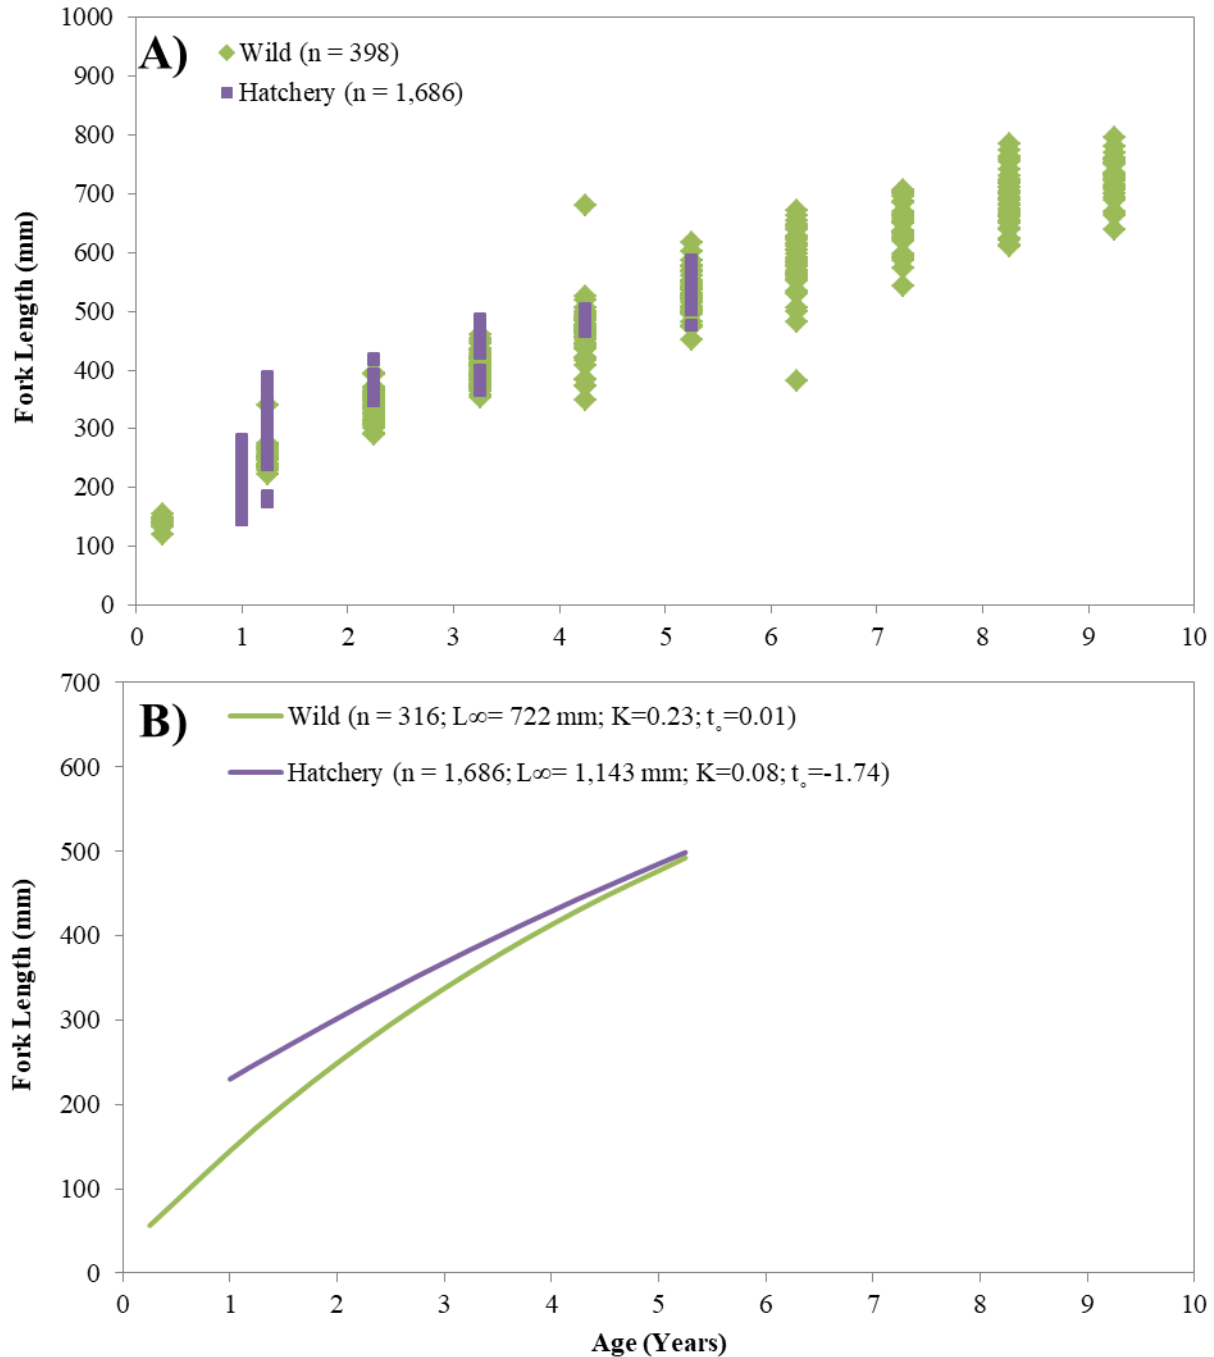 A)
Wild (n = 398)
Hatchery (n = 1,686)
1000
900
800
700
600
500
400
300
200
100
0
Fork Length (mm)
0 1 2 3 4 5 6 7 8 9 10
B)
Wild (n = 316; L∞= 722 mm; K=0.23; t∘=0.01)
Hatchery (n = 1,686; L∞= 1,143 mm; K=0.08; t∘=-1.74)
700
600
500
400
300
200
100
0
Fork Length (mm)
0 1 2 3 4 5 6 7 8 9 10
Age (Years)